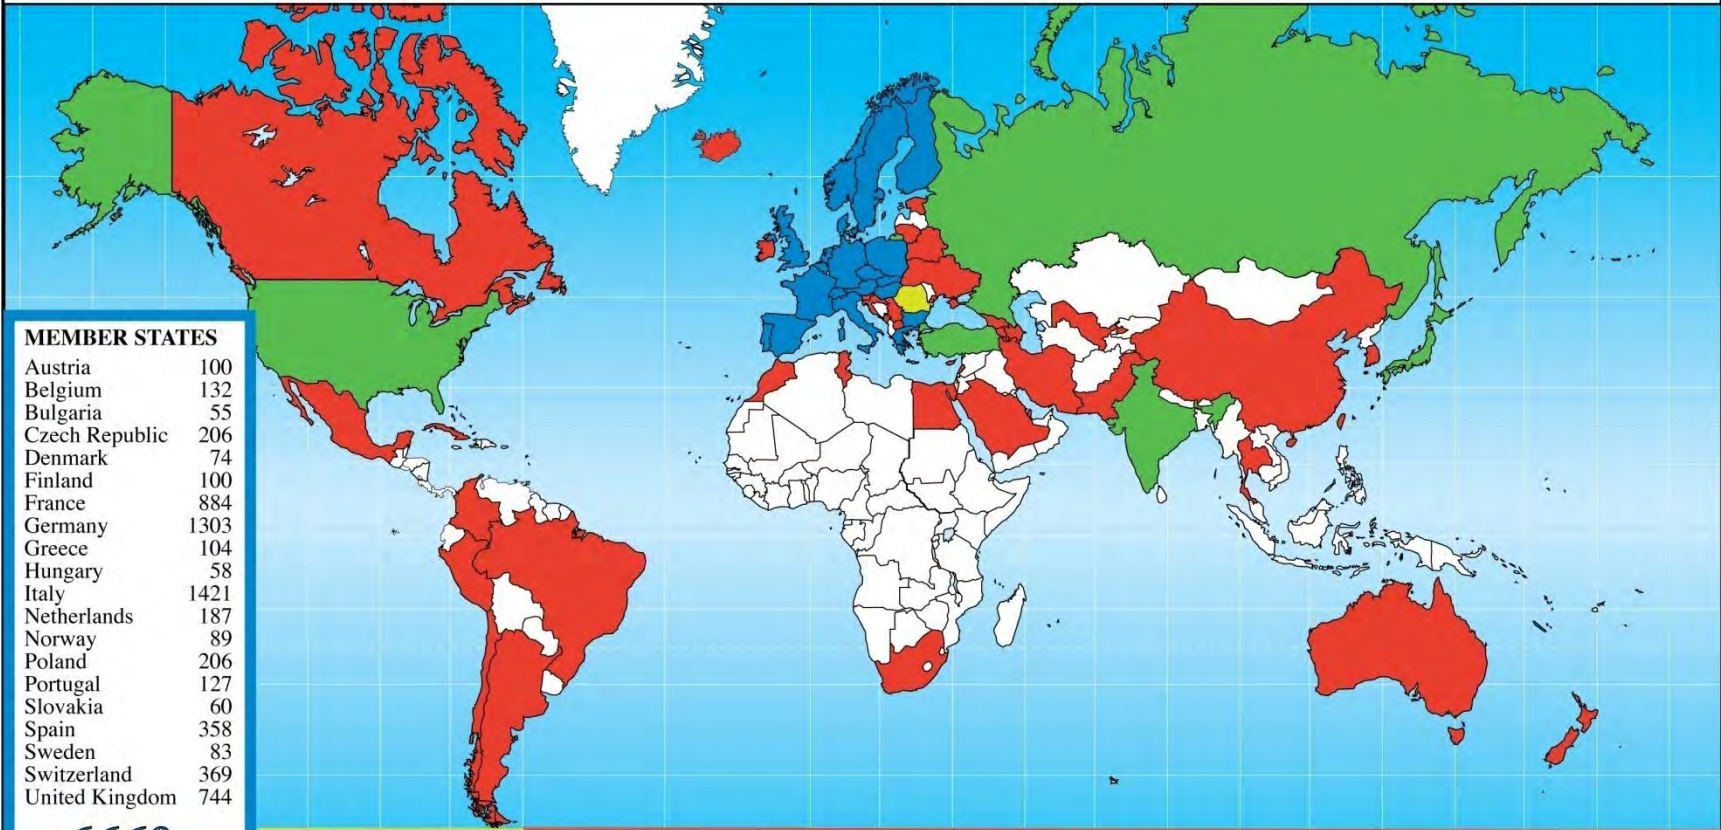 MEMBER STATES
Austria 100
Belgium 132
Bulgaria 55
Czech Republic 206
Denmark 74
Finland 100
France 884
Germany 1303
Greece 104
Hungary 58
Italy 1421
Netherlands 187
Norway 89
Poland 206
Portugal 127
Slovakia 60
Spain 358
Sweden 83
Switzerland 369
United Kingdom 744